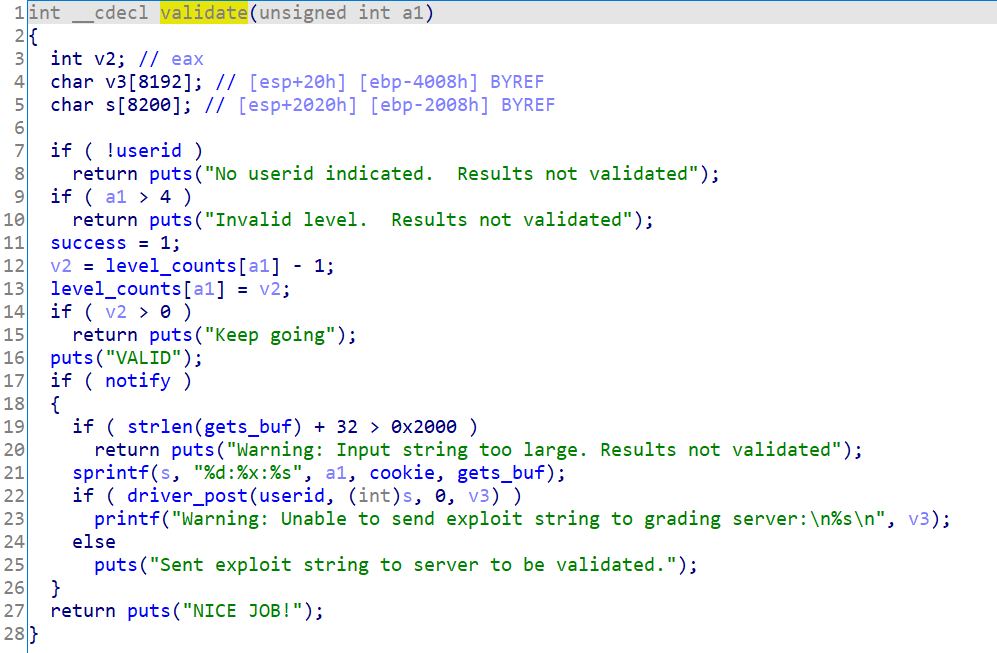 1 int __cdecl validate(unsigned int a1)
2 {
3   int v2; // eax
4   char v3[8192]; // [esp+20h] [ebp-4008h] BYREF
5   char s[8200]; // [esp+2020h] [ebp-2008h] BYREF
6
7   if ( !userid )
8     return puts("No userid indicated.  Results not validated");
9   if ( a1 > 4 )
10     return puts("Invalid level.  Results not validated");
11   success = 1;
12   v2 = level_counts[a1] - 1;
13   level_counts[a1] = v2;
14   if ( v2 > 0 )
15     return puts("Keep going");
16   puts("VALID");
17   if ( notify )
18   {
19     if ( strlen(gets_buf) + 32 > 0x2000 )
20       return puts("Warning: Input string too large. Results not validated");
21     sprintf(s, "%d:%x:%s", a1, cookie, gets_buf);
22     if ( driver_post(userid, (int)s, 0, v3) )
23       printf("Warning: Unable to send exploit string to grading server:\n%s\n", v3);
24     else
25       puts("Sent exploit string to server to be validated.");
26   }
27   return puts("NICE JOB!");
28 }